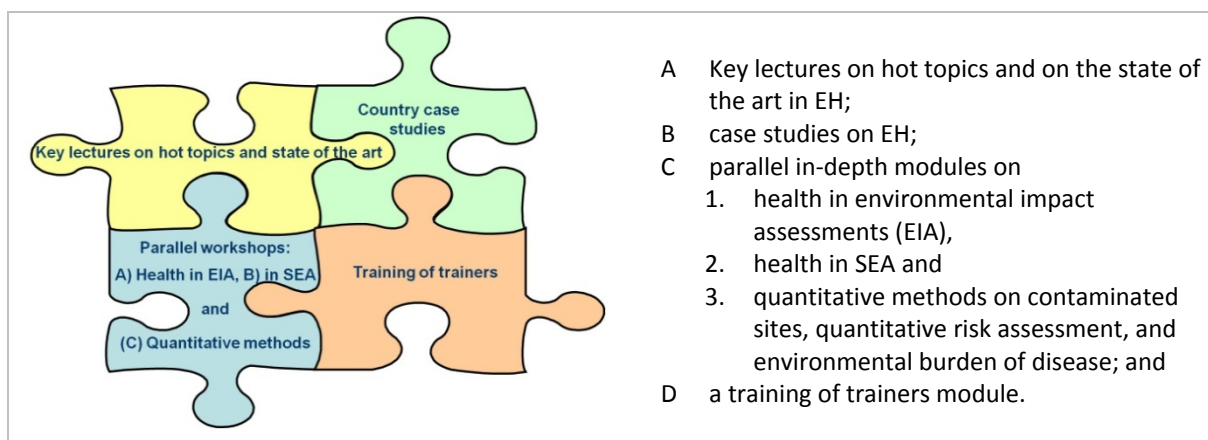 Key lectures on hot topics and state of the art
Country case
studies
Parallel workshops:
A) Health in EIA, B) in SEA
and
(C) Quantitative methods
Training of trainers
A Key lectures on hot topics and on the state of
the art in EH;
B case studies on EH;
C parallel in-depth modules on
1. health in environmental impact
assessments (EIA),
2. health in SEA and
3. quantitative methods on contaminated
sites, quantitative risk assessment, and
environmental burden of disease; and
D a training of trainers module.